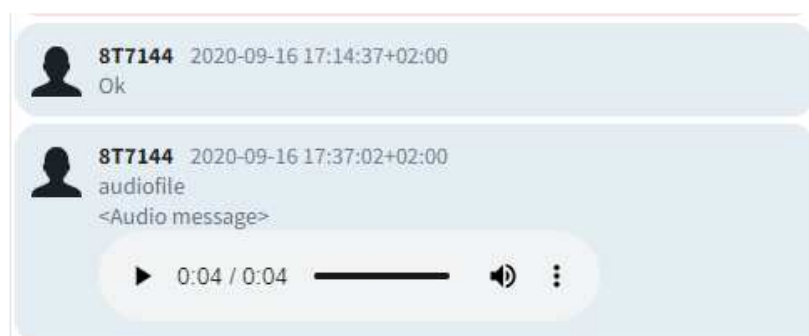 8T7144 2020-09-16 17:14:37+02:00
Ok
8T7144 2020-09-16 17:37:02+02:00
audiofile
<Audio message>
0:04 / 0:04